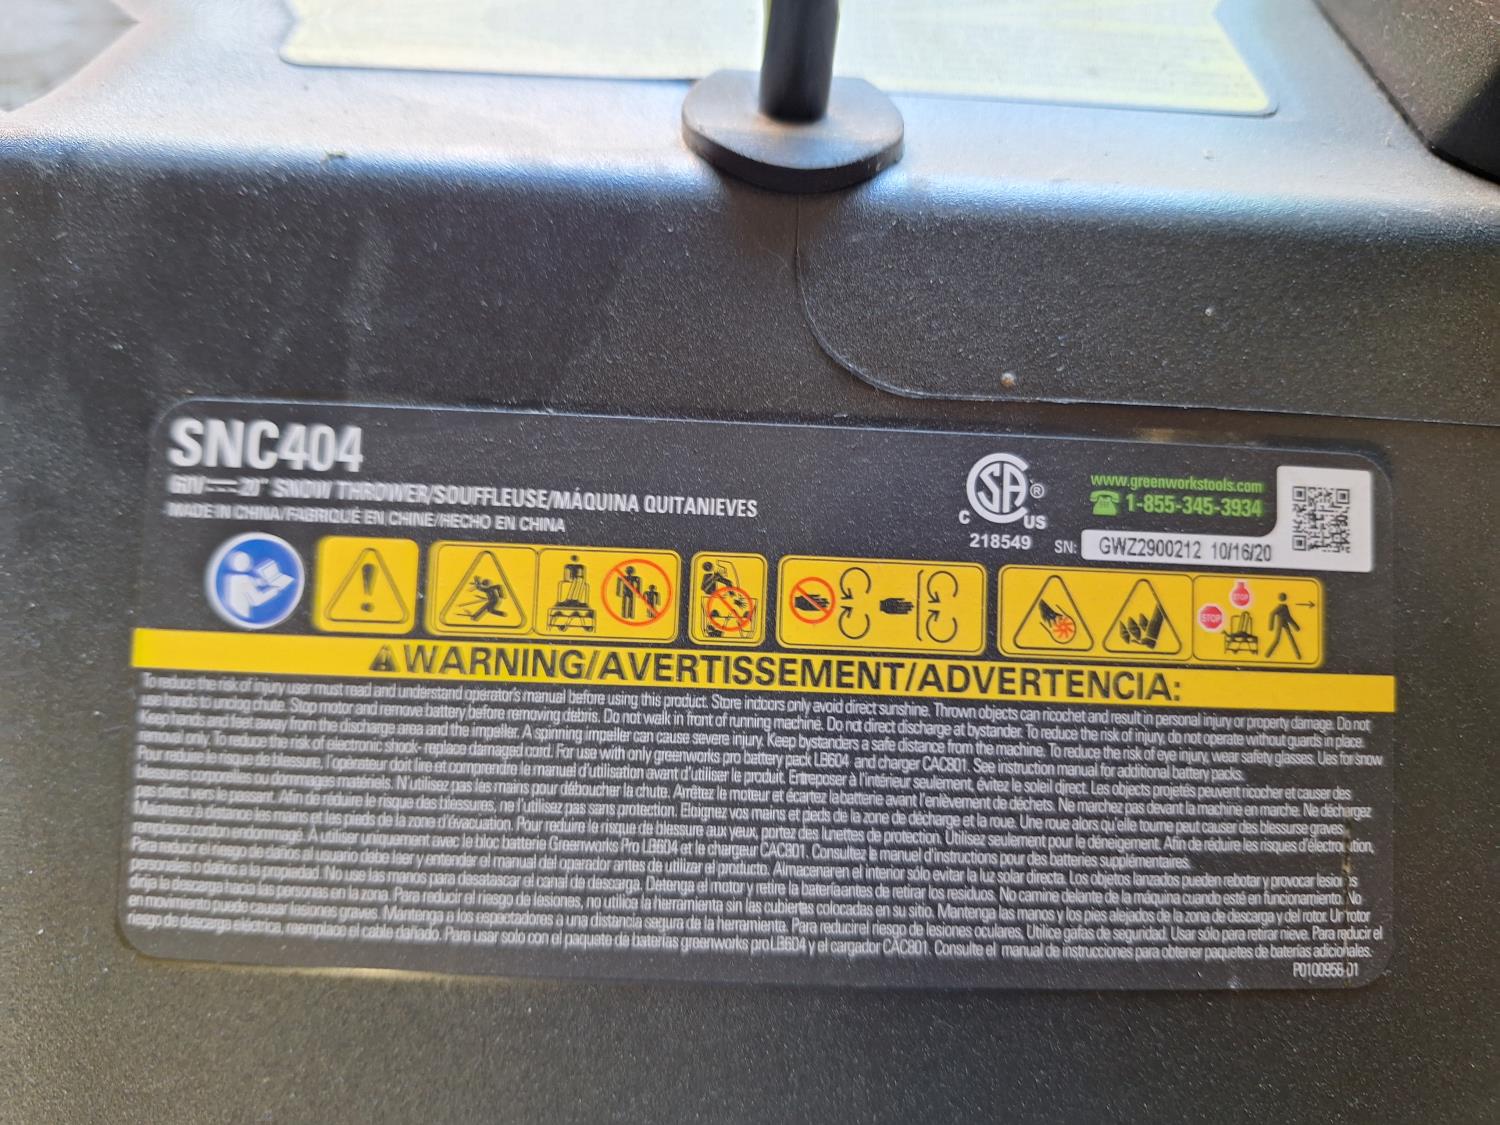 SNC404
60V 20" SNOW THROWER/SOUFFLEUSE/MÁQUINA QUITANIEVES
MADE IN CHINA/FABRIQUÉ EN CHINE/HECHO EN CHINA
SA®
C US
218549
www.greenworkstools.com
1-855-345-3934
SN: GWZ2900212 10/16/20
STOP
STOP
WARNING/AVERTISSEMENT/ADVERTENCIA:
To reduce the risk of injury user must read and understand operator's manual before using this product. Store indoors only avoid direct sunshine. Thrown objects can ricochet and result in personal injury or property damage. Do not
use hands to unclog chute. Stop motor and remove battery before removing debris. Do not walk in front of running machine. Do not direct discharge at bystander. To reduce the risk of injury, do not operate without guards in place.
Keep hands and feet away from the discharge area and the impeller. A spinning impeller can cause severe injury. Keep bystanders a safe distance from the machine. To reduce the risk of eye injury, wear safety glasses. Ues for snow
removal only. To reduce the risk of electronic shock- replace damaged cord. For use with only greenworks pro battery pack LB604 and charger CAC801. See instruction manual for additional battery packs.
Pour réduire le risque de blessure, l'opérateur doit lire et comprendre le manuel d'utilisation avant d'utiliser le produit. Entreposer à l'intérieur seulement, évitez le soleil direct. Les objets projetés peuvent ricocher et causer des
blessures corporelles ou dommages matériels. N'utilisez pas les mains pour déboucher la chute. Arrêtez le moteur et écartez la batterie avant l'enlèvement de déchets. Ne marchez pas devant la machine en marche. Ne déchargez
pas direct vers le passent. Afin de réduire le risque des blessures, ne l'utilisez pas sans protection. Eloignez vos mains et pieds de la zone de décharge et la roue. Une roue alors qu'elle tourne peut causer des blessurse graves,
Maintenez à distance les mains et les pieds de la zone d'évacuation. Pour reduire le risque de blessure aux yeux, portez des lunettes de protection. Utilisez seulement pour le déneigement. Afin de réduire les risques d'électrocution,
remplacez cordon endommagé. À utiliser uniquement avec le bloc batterie Greenworks Pro LB604 et le chargeur CAC801. Consultez le manuel d'instructions pour des batteries supplémentaires.
Para reducir el riesgo de daños al usuario debe leer y entender el manual del operador antes de utilizar el producto. Almacenaren el interior sólo evitar la luz solar directa. Los objetos lanzados pueden rebotar y provocar lesiones
personales o daños a la propiedad. No use las manos para desatascar el canal de descarga. Detenga el motor y retire la batería antes de retirar los residuos. No camine delante de la máquina cuando esté en funcionamiento. No
dirija la descarga hacia las personas en la zona. Para reducir el riesgo de lesiones, no utilice la herramienta sin las cubiertas colocadas en su sitio. Mantenga las manos y los pies alejados de la zona de descarga y del rotor. Un rotor
en movimiento puede causar lesiones graves. Mantenga a los espectadores a una distancia segura de la herramienta. Para reducirel riesgo de lesiones oculares, Utilice gafas de seguridad. Usar sólo para retirar nieve. Para reducir el
riesgo de descarga eléctrica, reemplace el cable dañado. Para usar solo con el paquete de baterías greenworks pro LB604 y el cargador CAC801. Consulte el manual de instrucciones para obtener paquetes de baterías adicionales.
P0100956-01